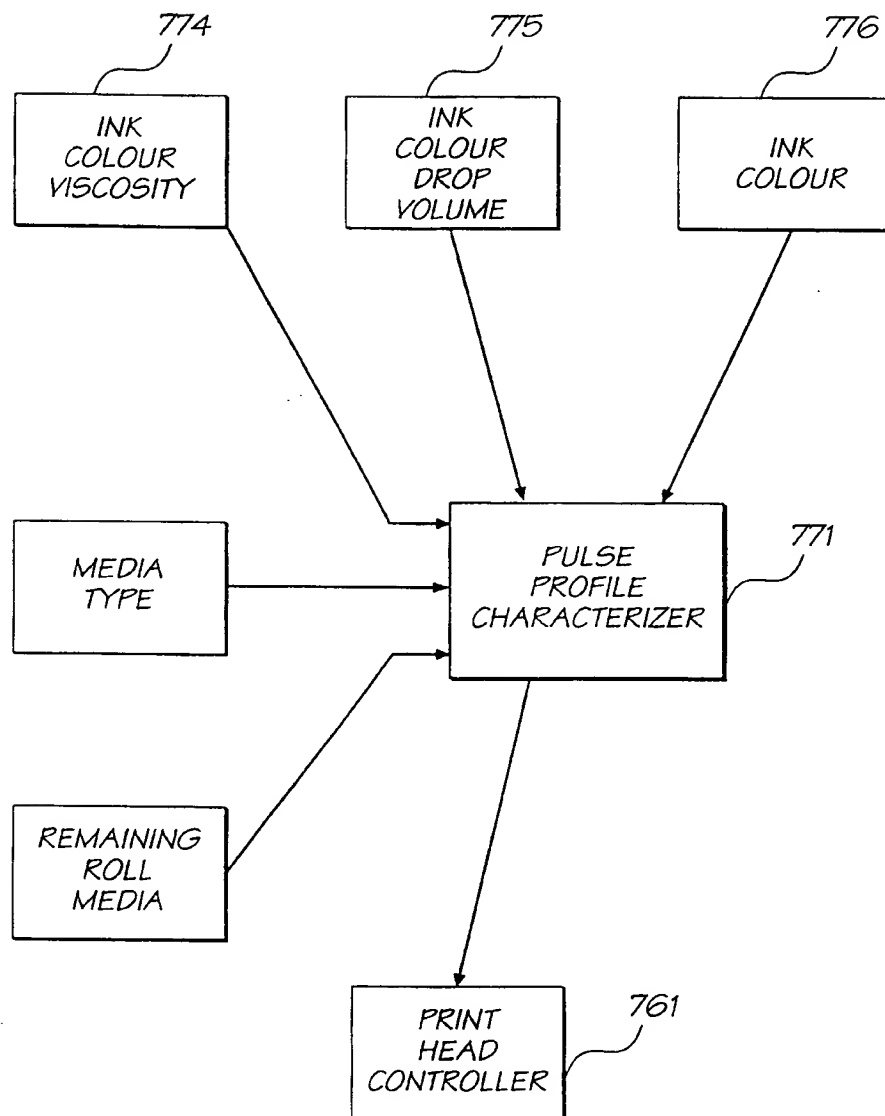 774
775
776
INK
COLOUR
VISCOSITY
INK
COLOUR
DROP
VOLUME
INK
COLOUR
771
MEDIA
TYPE
PULSE
PROFILE
CHARACTERIZER
REMAINING
ROLL
MEDIA
761
PRINT
HEAD
CONTROLLER